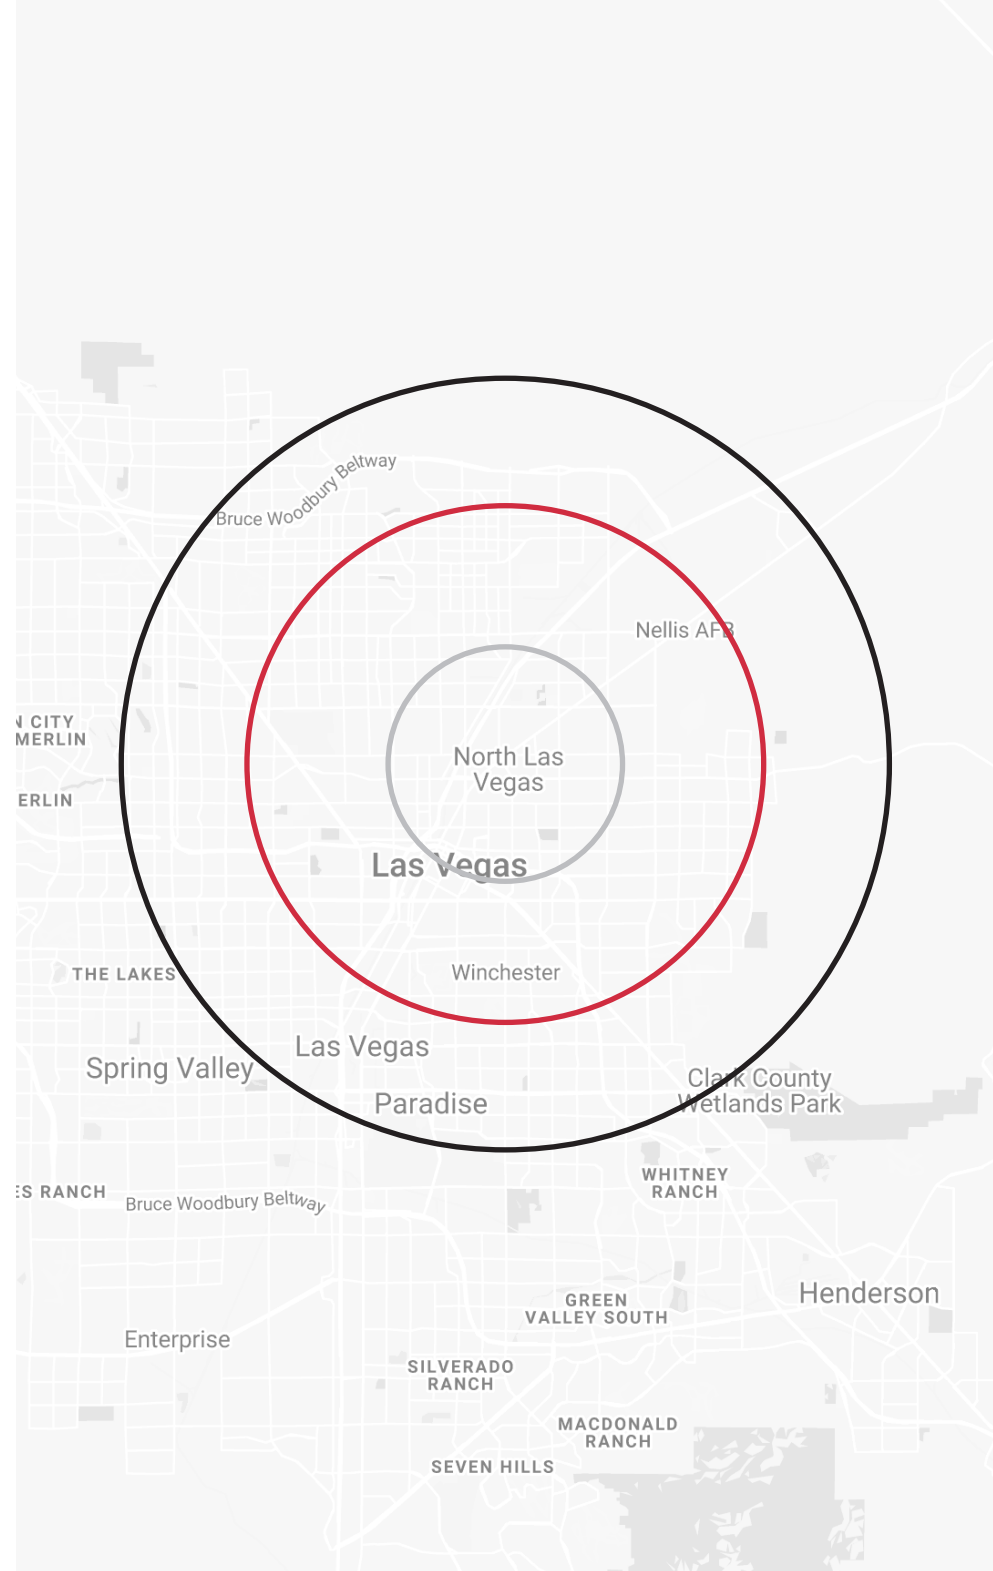 Bruce Woodbury Beltway
Nellis AFB
N CITY
MERLIN
North Las
Vegas
ERLIN
Las Vegas
Winchester
THE LAKES
Las Vegas
Spring Valley
Clark County
Wetlands Park
Paradise
WHITNEY
RANCH
ES RANCH
Bruce Woodbury Beltway
Henderson
GREEN
VALLEY SOUTH
Enterprise
SILVERADO
RANCH
MACDONALD
RANCH
SEVEN HILLS